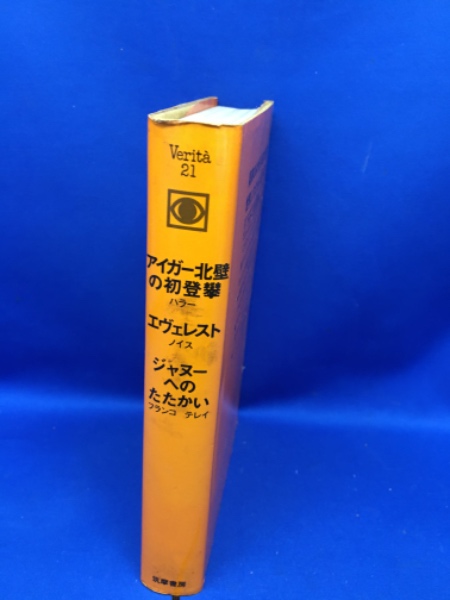 Verità
21
アイガー北壁
の初登攀
ハラー
エヴェレスト
ノイス
ジャヌー
への
たたかい
フランコ テレイ
筑摩書房